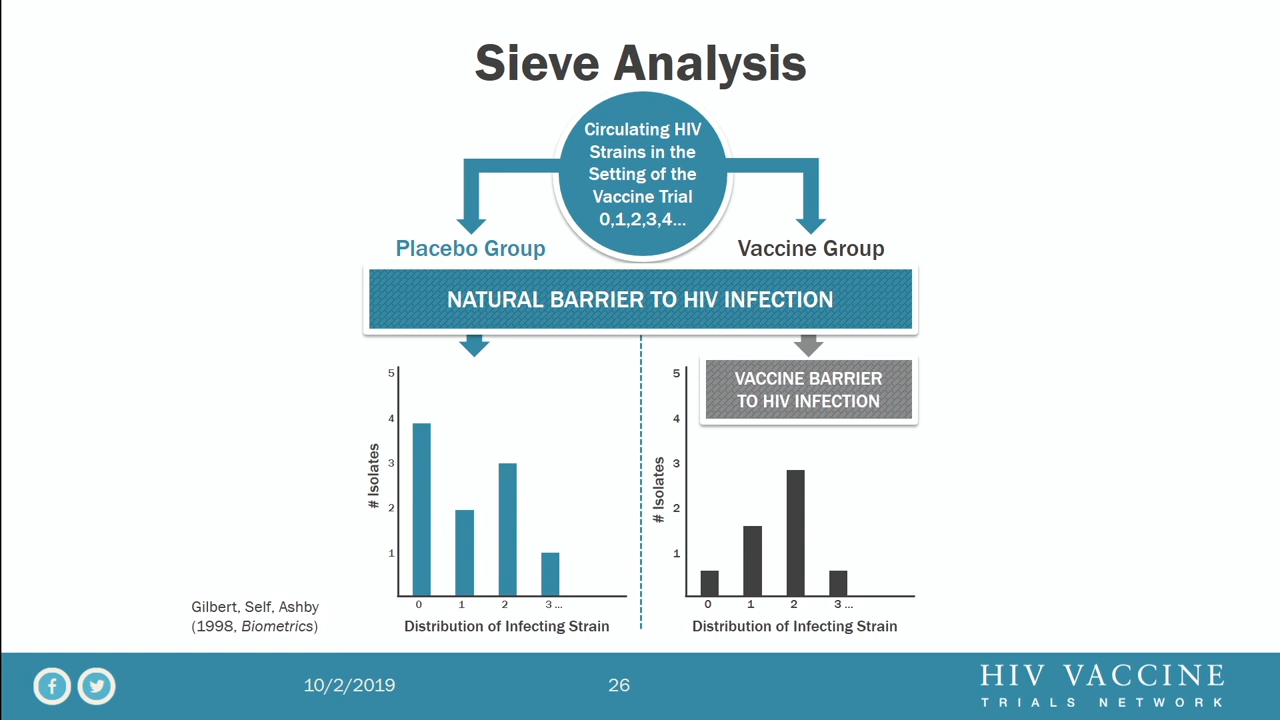 Sieve Analysis
Circulating HIV
Strains in the
Setting of the
Vaccine Trial
0,1,2,3,4...
Placebo Group
Vaccine Group
NATURAL BARRIER TO HIV INFECTION
VACCINE BARRIER
TO HIV INFECTION
5
4
3
2
1
# Isolates
0 1 2 3 ...
Distribution of Infecting Strain
5
4
3
2
1
# Isolates
0 1 2 3 ...
Distribution of Infecting Strain
Gilbert, Self, Ashby
(1998, Biometrics)
f
10/2/2019
26
HIV VACCINE
TRIALS NETWORK